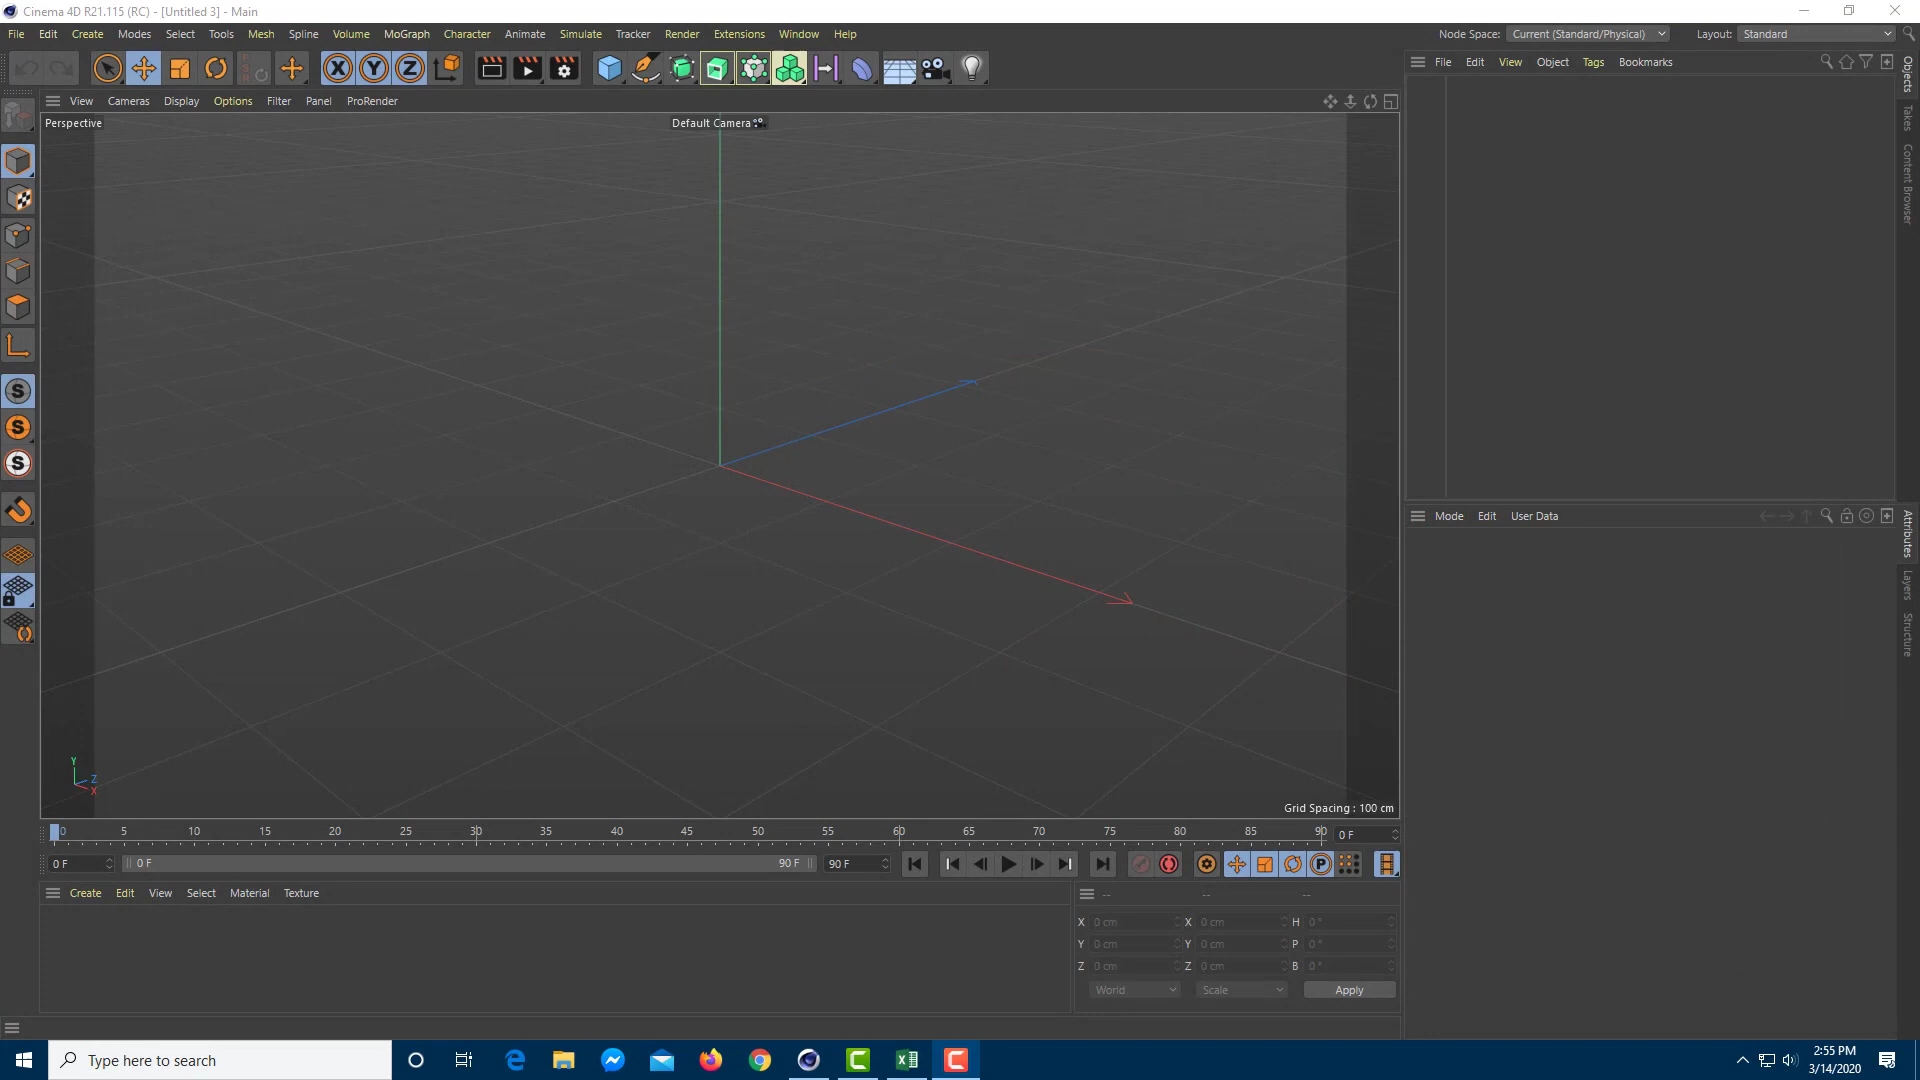 Cinema 4D R21.115 (RC) - [Untitled 3] - Main
File Edit Create Modes Select Tools Mesh Spline Volume MoGraph Character Animate Simulate Tracker Render Extensions Window Help
Node Space: Current (Standard/Physical) Layout: Standard
X Y Z
File Edit View Object Tags Bookmarks
Objects
Takes
Content Browser
View Cameras Display Options Filter Panel ProRender
Perspective
Default Camera
S
S
S
Y
Z
X
Grid Spacing : 100 cm
Mode Edit User Data
Attributes
Layers
Structure
0 5 10 15 20 25 30 35 40 45 50 55 60 65 70 75 80 85 90 0 F
0 F 0 F 90 F 90 F P
Create Edit View Select Material Texture
-- -- --
X 0 cm X 0 cm H 0 °
Y 0 cm Y 0 cm P 0 °
Z 0 cm Z 0 cm B 0 °
World Scale Apply
Type here to search
2:55 PM
3/14/2020